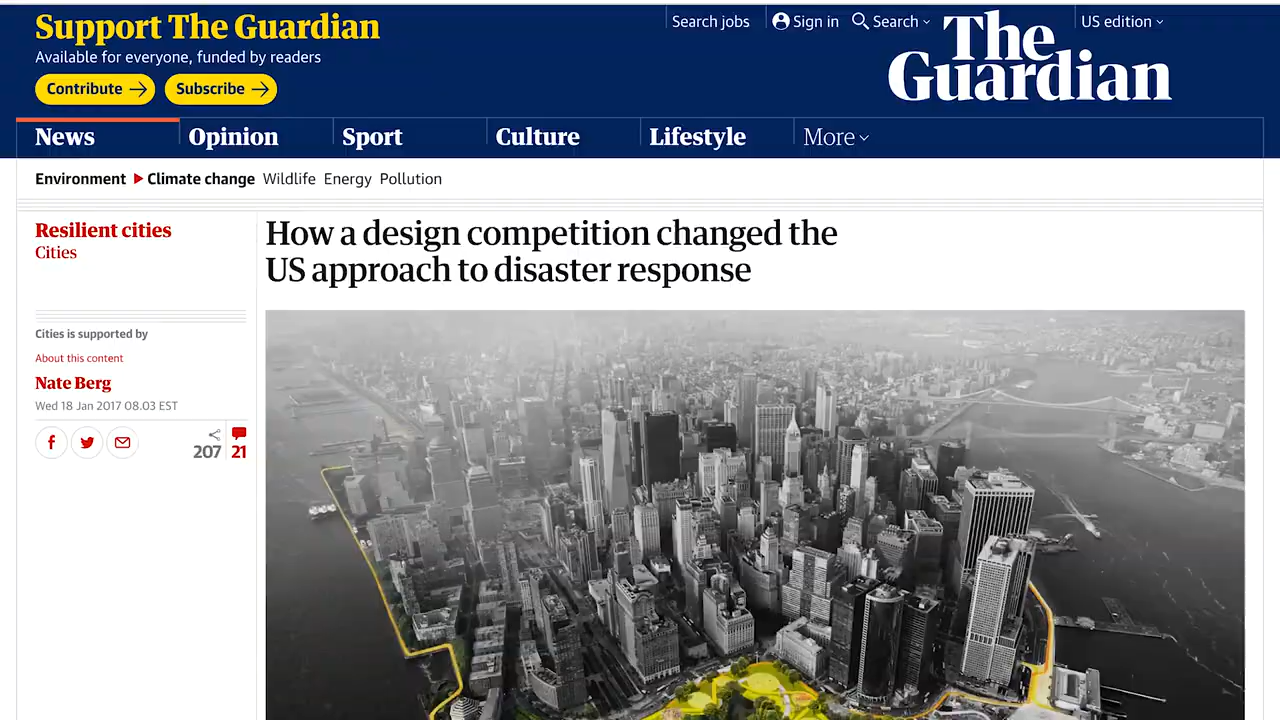 Support The Guardian
Available for everyone, funded by readers
Contribute
Subscribe
Search jobs
Sign in
Search
US edition
The
Guardian
News
Opinion
Sport
Culture
Lifestyle
More
Environment
Climate change
Wildlife
Energy
Pollution
Resilient cities
Cities
How a design competition changed the
US approach to disaster response
Cities is supported by
About this content
Nate Berg
Wed 18 Jan 2017 08.03 EST
207
21